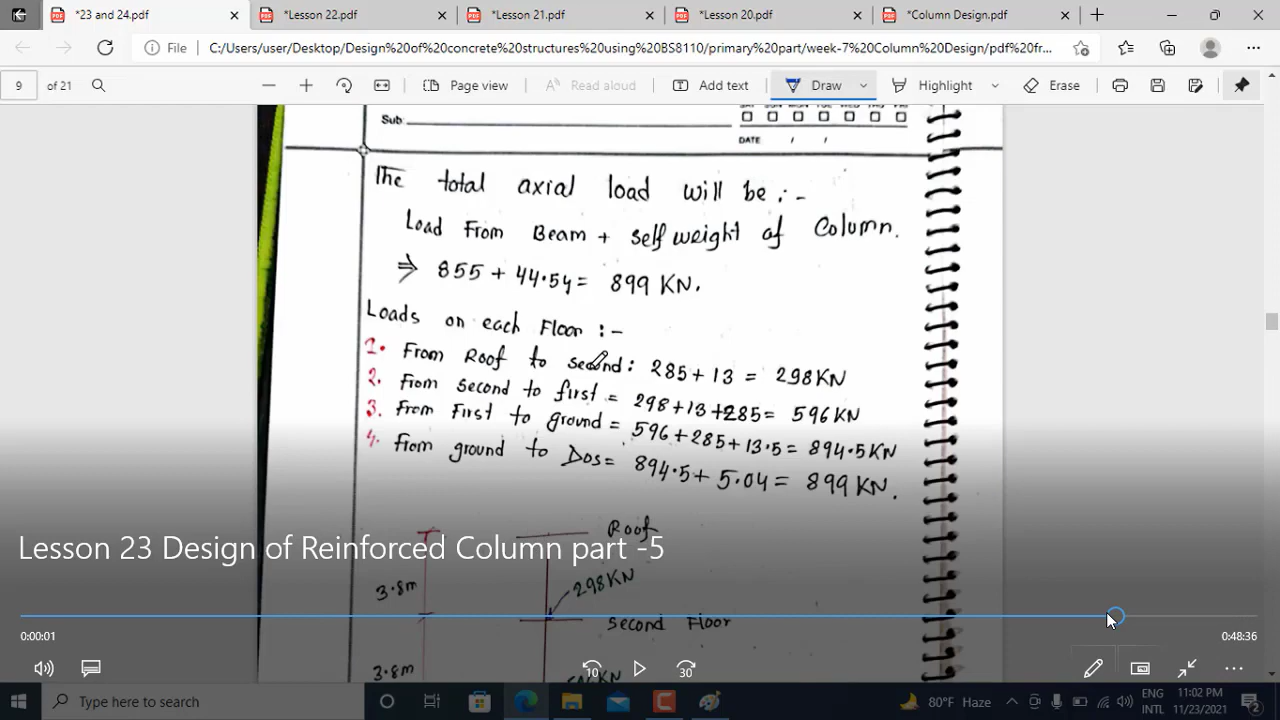 *23 and 24.pdf
*Lesson 22.pdf
*Lesson 21.pdf
*Lesson 20.pdf
*Column Design.pdf
File
C:/Users/user/Desktop/Design%20of%20concrete%20structures%20using%20BS8110/primary%20part/week-7%20Column%20Design/pdf%20fr...
9 of 21
Page view
Read aloud
Add text
Draw
Highlight
Erase
Sub:
DATE / /
The total axial load will be :-
Load From Beam + self weight of Column.
⇒ 855 + 44.54 = 899 KN.
Loads on each Floor :-
1. From Roof to second: 285+13 = 298KN
2. From second to first = 298+13+285= 596 KN
3. From First to ground = 596+285+13.5 = 894.5KN
4. From ground to Dos= 894.5+ 5.04 = 899 KN.
Roof
3.8m
298KN
Second Floor
3.8m
Lesson 23 Design of Reinforced Column part -5
0:00:01
0:48:36
10
30
Type here to search
80°F Haze
ENG
INTL
11:02 PM
11/23/2021
2